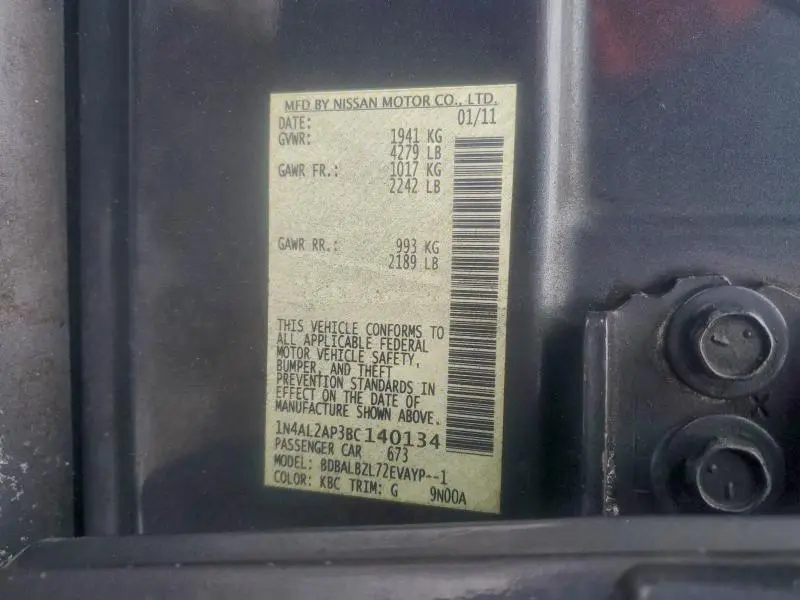 MFD BY NISSAN MOTOR CO., LTD.
DATE: 01/11
GVWR: 1941 KG
4279 LB
GAWR FR.: 1017 KG
2242 LB
GAWR RR.: 993 KG
2189 LB
THIS VEHICLE CONFORMS TO
ALL APPLICABLE FEDERAL
MOTOR VEHICLE SAFETY,
BUMPER, AND THEFT
PREVENTION STANDARDS IN
EFFECT ON THE DATE OF
MANUFACTURE SHOWN ABOVE.
1N4AL2AP3BC140134
PASSENGER CAR 673
MODEL: BDBALBZL72EVAYP--1
COLOR: KBC TRIM: G 9N00A